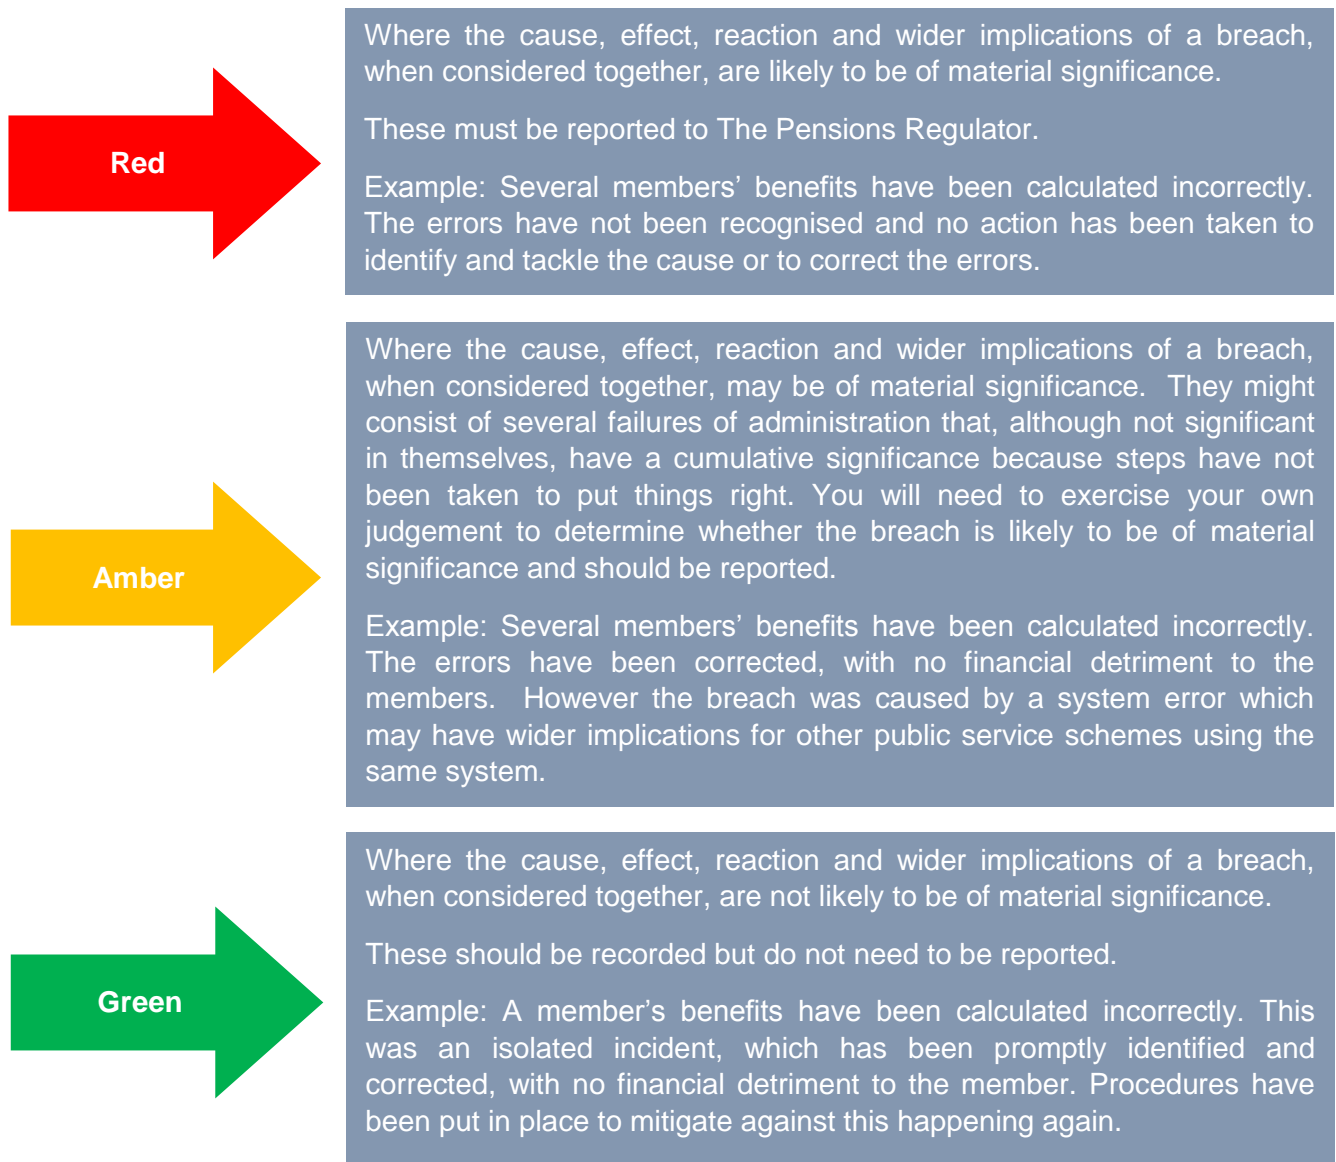 Where the cause, effect, reaction and wider implications of a breach,
when considered together, are likely to be of material significance.
These must be reported to The Pensions Regulator.
Red
Example: Several members’ benefits have been calculated incorrectly.
The errors have not been recognised and no action has been taken to
identify and tackle the cause or to correct the errors.
Where the cause, effect, reaction and wider implications of a breach,
when considered together, may be of material significance. They might
consist of several failures of administration that, although not significant
in themselves, have a cumulative significance because steps have not
been taken to put things right. You will need to exercise your own
judgement to determine whether the breach is likely to be of material
significance and should be reported.
Amber
Example: Several members’ benefits have been calculated incorrectly.
The errors have been corrected, with no financial detriment to the
members. However the breach was caused by a system error which
may have wider implications for other public service schemes using the
same system.
Where the cause, effect, reaction and wider implications of a breach,
when considered together, are not likely to be of material significance.
These should be recorded but do not need to be reported.
Green
Example: A member’s benefits have been calculated incorrectly. This
was an isolated incident, which has been promptly identified and
corrected, with no financial detriment to the member. Procedures have
been put in place to mitigate against this happening again.